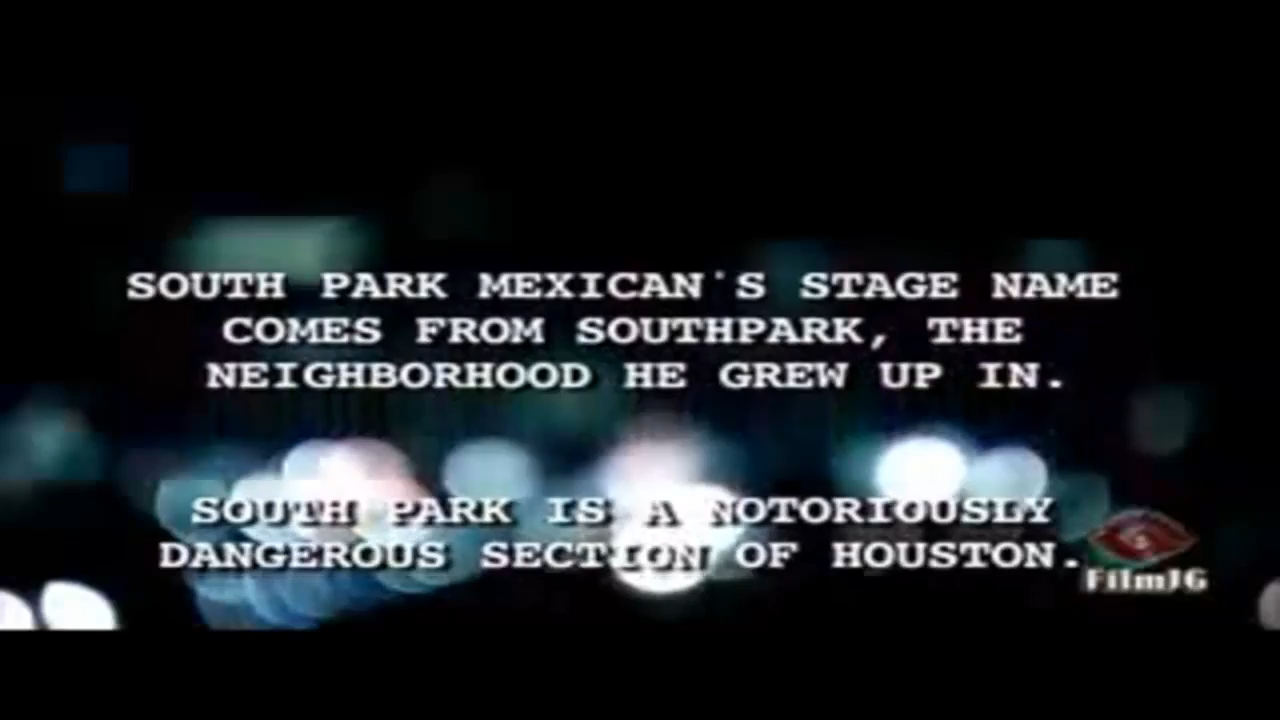 SOUTH PARK MEXICAN'S STAGE NAME
COMES FROM SOUTHPARK, THE
NEIGHBORHOOD HE GREW UP IN.
SOUTH PARK IS A NOTORIOUSLY
DANGEROUS SECTION OF HOUSTON.
FilmJG